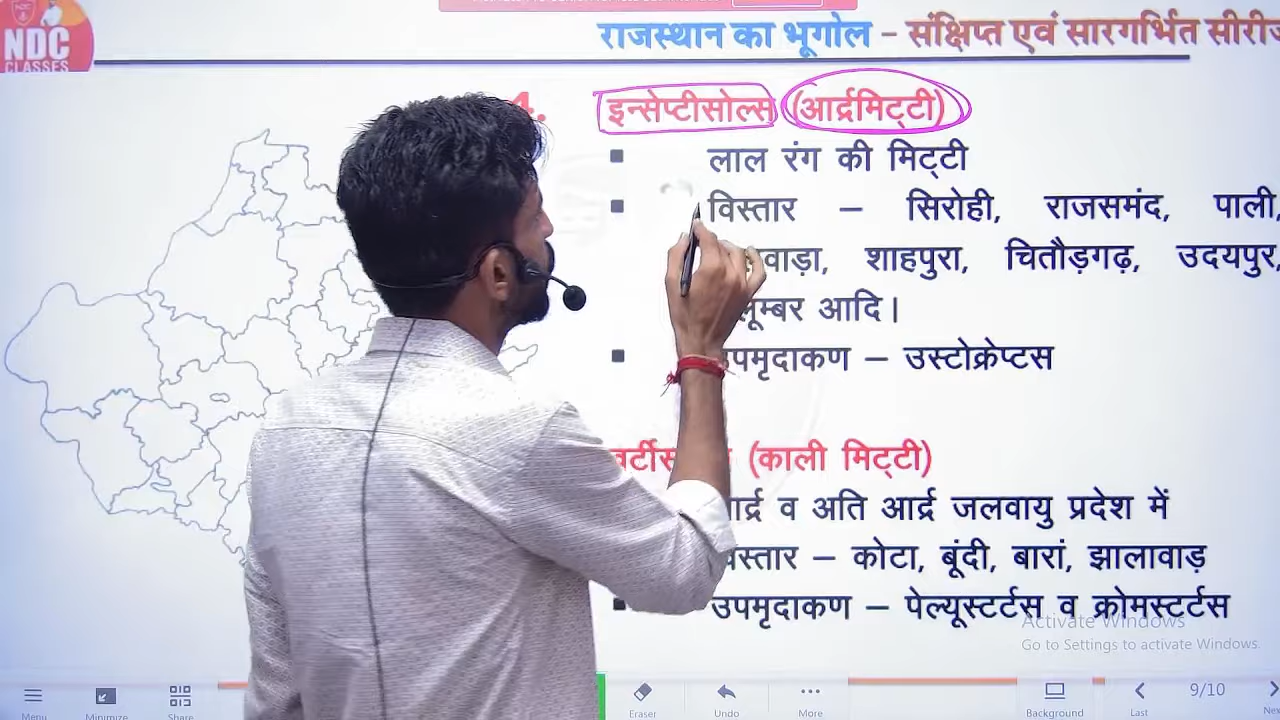 NDC
CLASSES
राजस्थान का भूगोल – संक्षिप्त एवं सारगर्भित सीरीज
4. इन्सेप्टीसोल्स (आर्द्रमिट्टी)
▪ लाल रंग की मिट्टी
▪ विस्तार – सिरोही, राजसमंद, पाली,
शाहपुरा, चितौड़गढ़, उदयपुर,
आदि।
▪ उपमृदाकण – उस्टोक्रेप्टस
(काली मिट्टी)
आर्द्र व अति आर्द्र जलवायु प्रदेश में
विस्तार – कोटा, बूंदी, बारां, झालावाड़
▪ उपमृदाकण – पेल्यूस्टर्टस व क्रोमस्टर्टस
Activate Windows
Go to Settings to activate Windows.
Menu Minimize Share Eraser Undo More Background Last 9/10